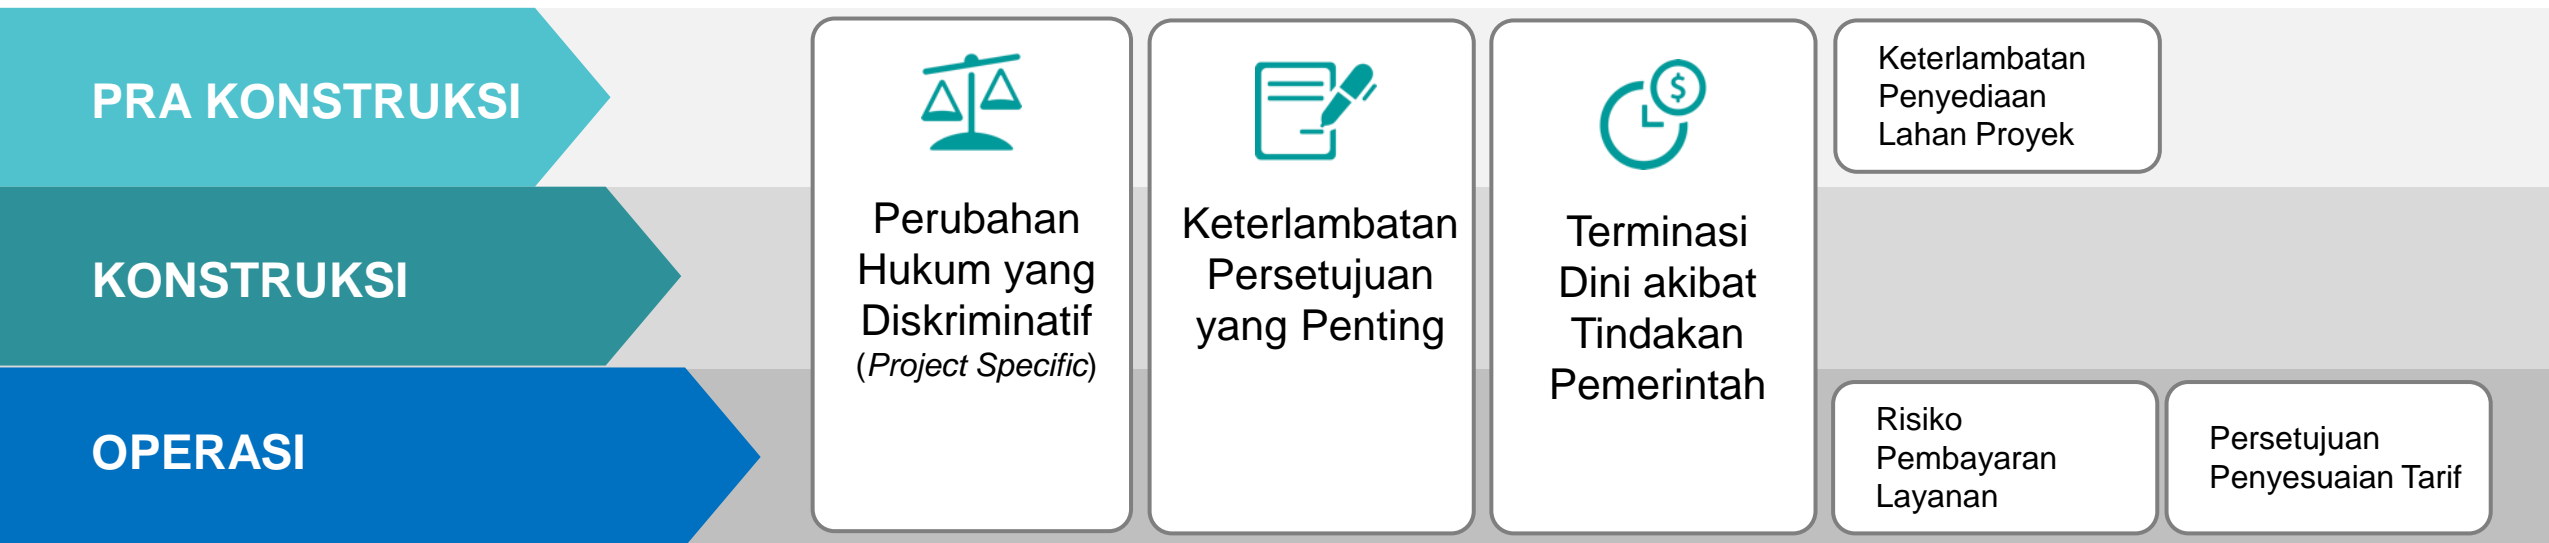 PRA KONSTRUKSI
KONSTRUKSI
OPERASI
Perubahan
Hukum yang
Diskriminatif
(Project Specific)
Keterlambatan
Persetujuan
yang Penting
$
Terminasi
Dini akibat
Tindakan
Pemerintah
Keterlambatan
Penyediaan
Lahan Proyek
Risiko
Pembayaran
Layanan
Persetujuan
Penyesuaian Tarif